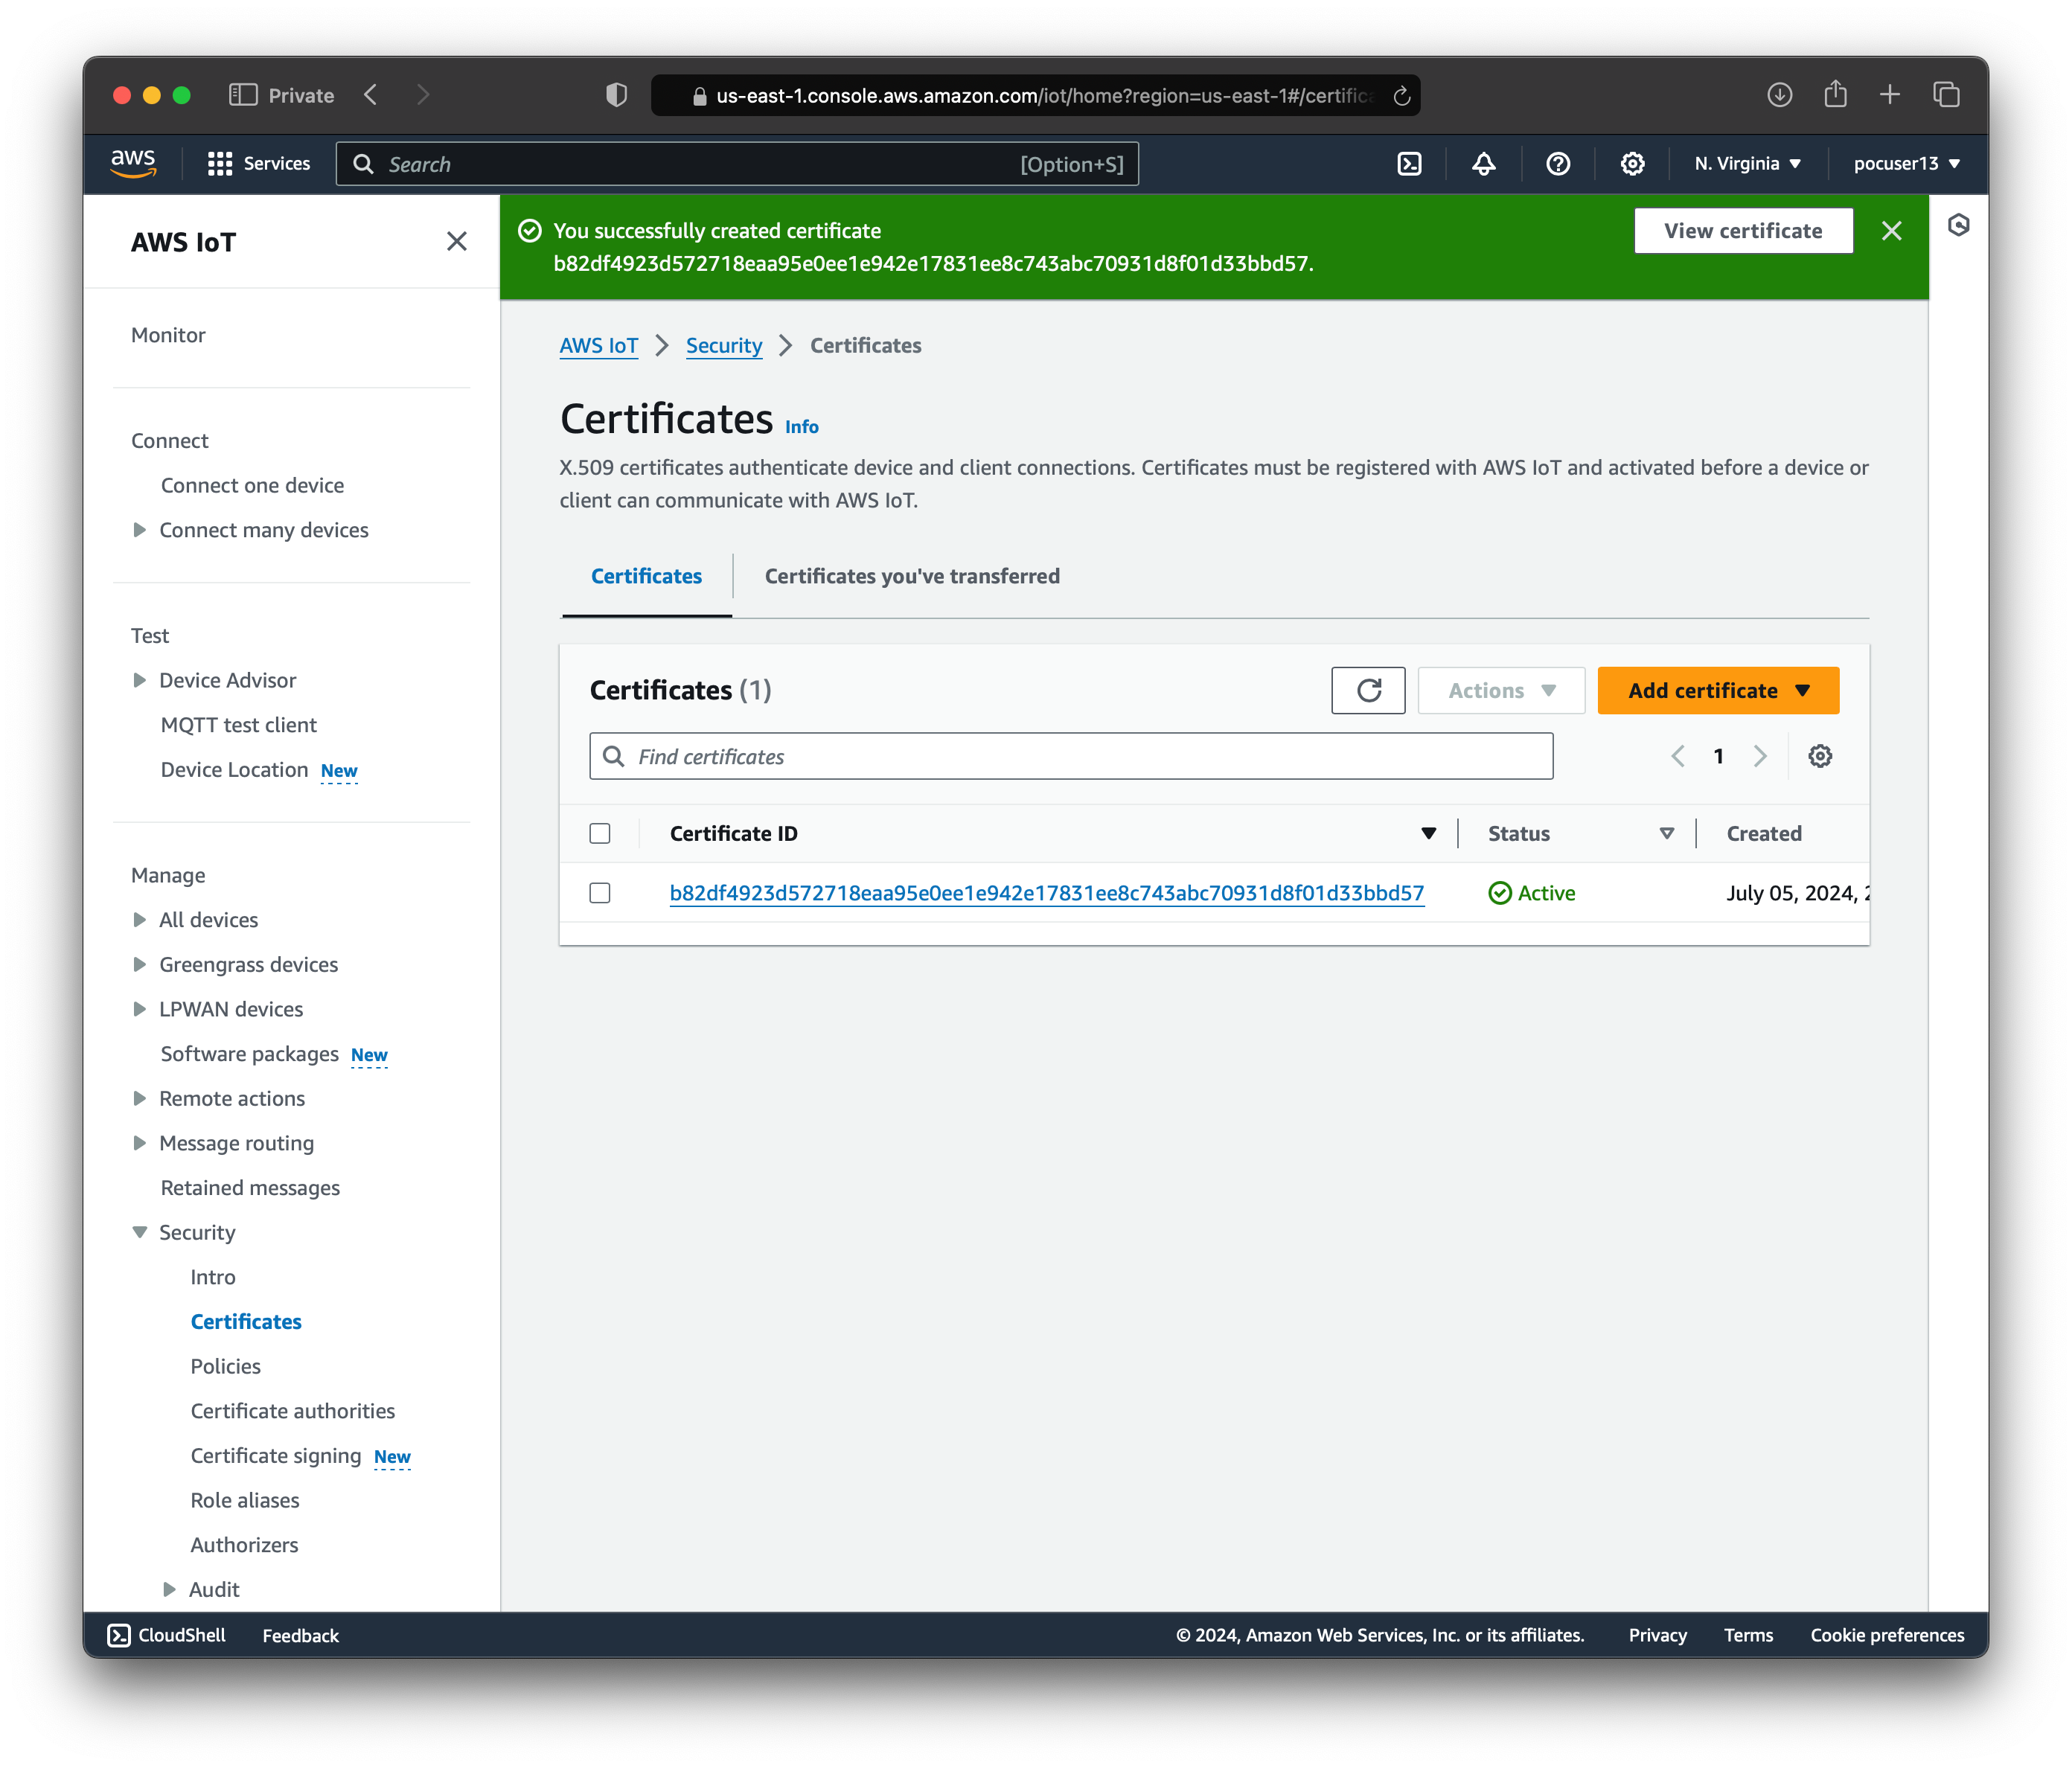 Private
us-east-1.console.aws.amazon.com/iot/home?region=us-east-1#/certific
aws
Services
Search
[Option+S]
N. Virginia
pocuser13
AWS IoT
Monitor
Connect
Connect one device
Connect many devices
Test
Device Advisor
MQTT test client
Device Location New
Manage
All devices
Greengrass devices
LPWAN devices
Software packages New
Remote actions
Message routing
Retained messages
Security
Intro
Certificates
Policies
Certificate authorities
Certificate signing New
Role aliases
Authorizers
Audit
You successfully created certificate
b82df4923d572718eaa95e0ee1e942e17831ee8c743abc70931d8f01d33bbd57.
View certificate
AWS IoT > Security > Certificates
Certificates Info
X.509 certificates authenticate device and client connections. Certificates must be registered with AWS IoT and activated before a device or
client can communicate with AWS IoT.
Certificates
Certificates you've transferred
Certificates (1)
Actions
Add certificate
Find certificates
1
Certificate ID
Status
Created
b82df4923d572718eaa95e0ee1e942e17831ee8c743abc70931d8f01d33bbd57
Active
July 05, 2024,
CloudShell
Feedback
© 2024, Amazon Web Services, Inc. or its affiliates.
Privacy
Terms
Cookie preferences